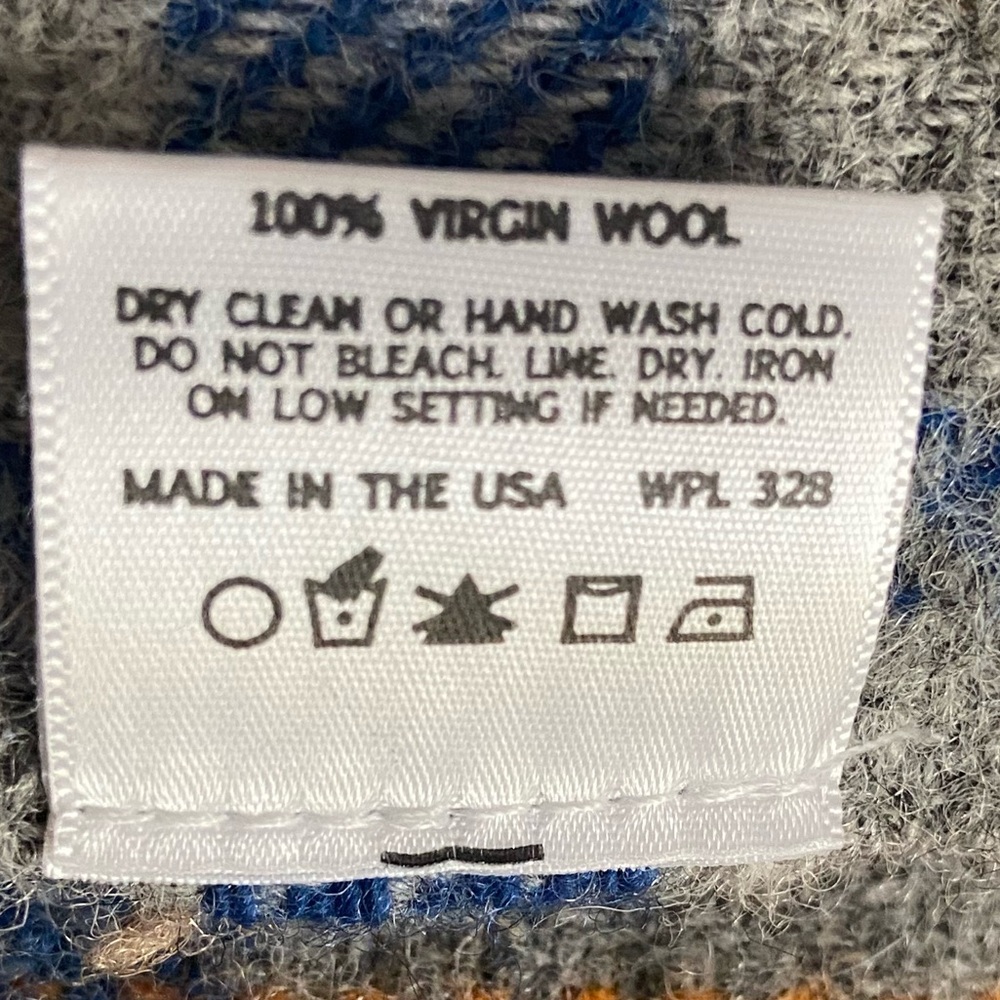 100% VIRGIN WOOL
DRY CLEAN OR HAND WASH COLD.
DO NOT BLEACH. LINE. DRY. IRON
ON LOW SETTING IF NEEDED.
MADE IN THE USA WPL 328